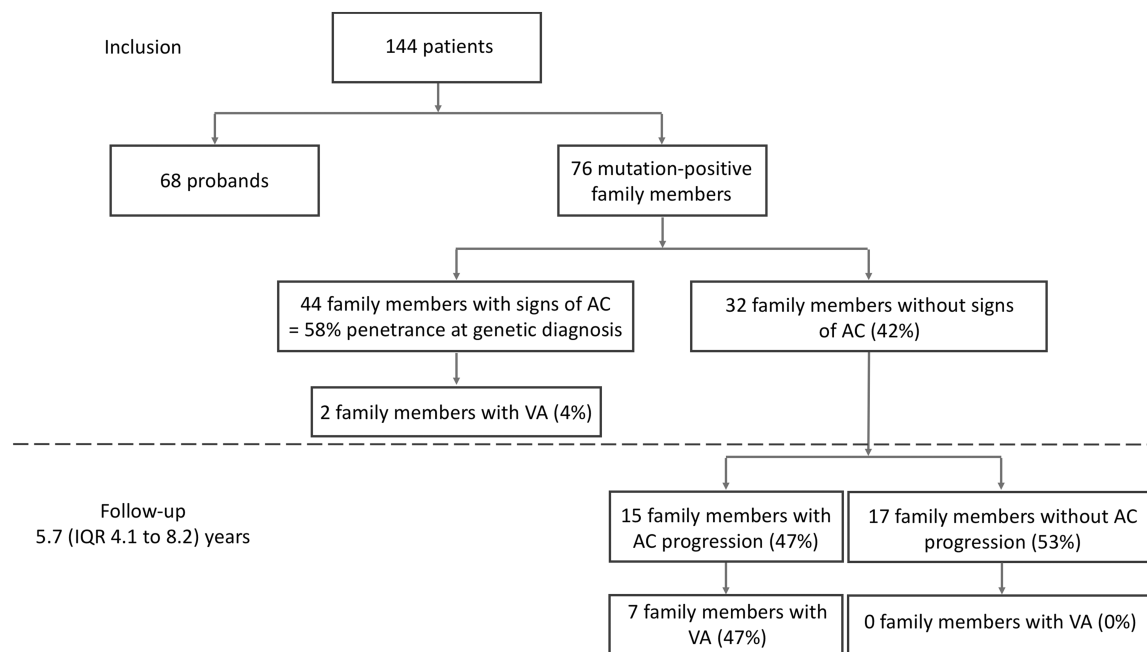 Inclusion
144 patients
68 probands
76 mutation-positive
family members
44 family members with signs of AC
= 58% penetrance at genetic diagnosis
32 family members without signs
of AC (42%)
2 family members with VA (4%)
Follow-up
5.7 (IQR 4.1 to 8.2) years
15 family members with
AC progression (47%)
17 family members without AC
progression (53%)
7 family members with
VA (47%)
0 family members with VA (0%)